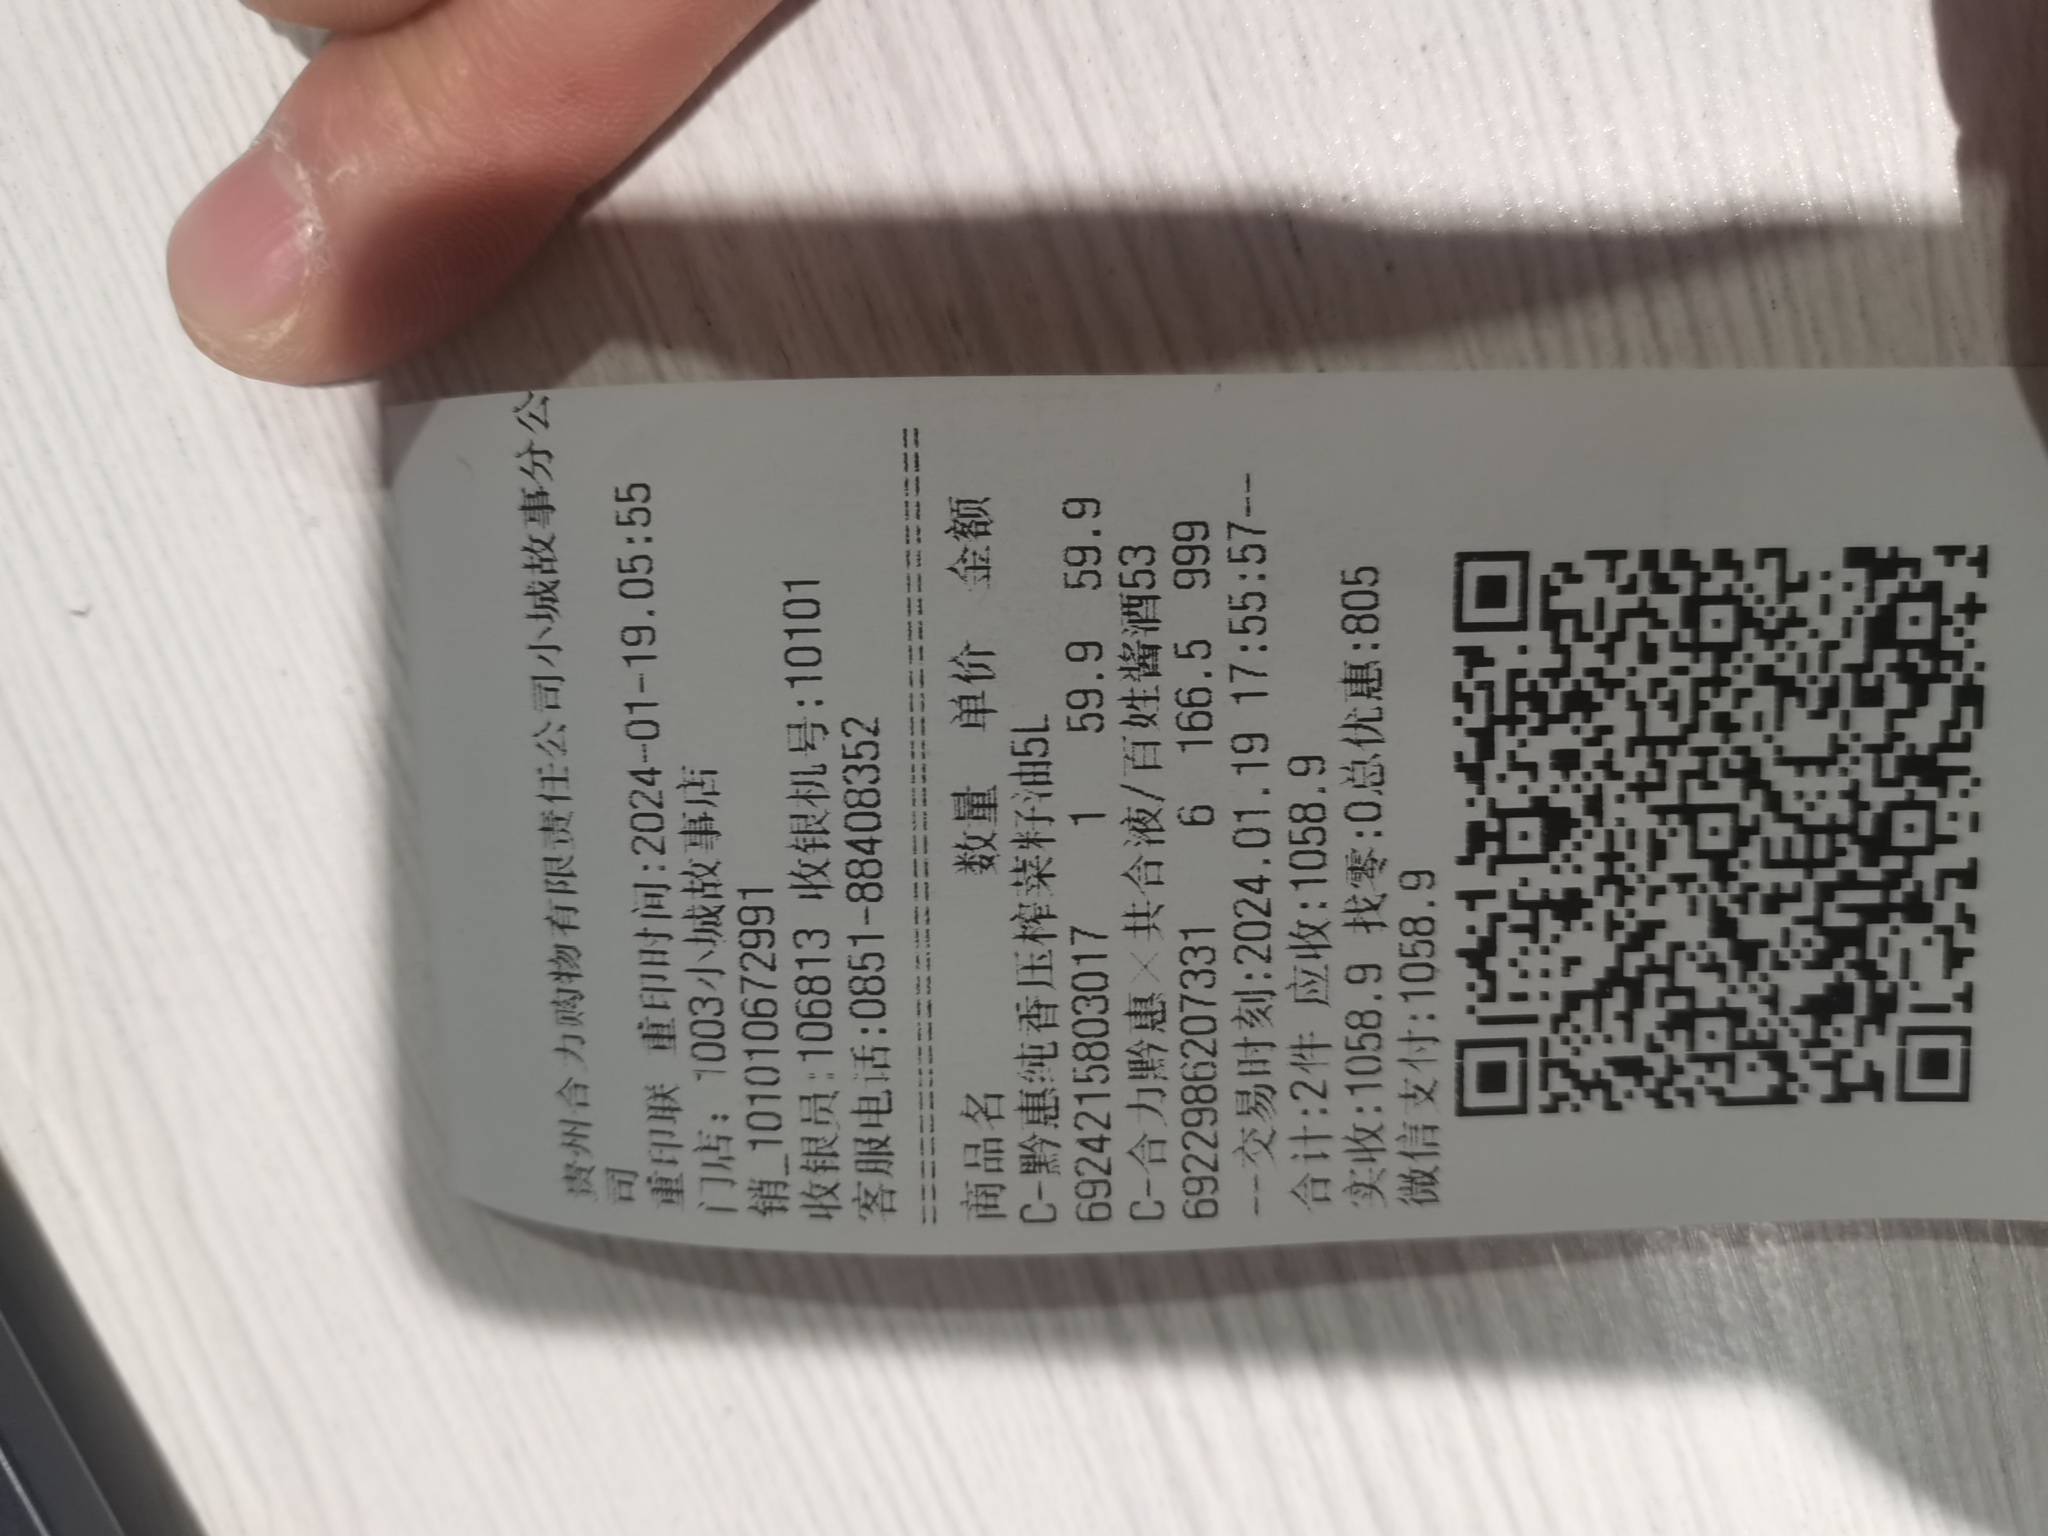 贵州合力购物有限责任公司小城故事分公
司
重印联 重印时间:2024-01-19.05:55
门店: 1003小城故事店
销_101010672991
收银员:106813 收银机号:10101
客服电话:0851-88408352
================================
商品名 数量 单价 金额
C-黔惠纯香压榨菜籽油5L
6924215803017 1 59.9 59.9
C-合力黔惠×共合液/百姓酱酒53
6922986207331 6 166.5 999
--交易时刻:2024.01.19 17:55:57--
合计:2件 应收:1058.9
实收:1058.9 找零:0总优惠:805
微信支付:1058.9